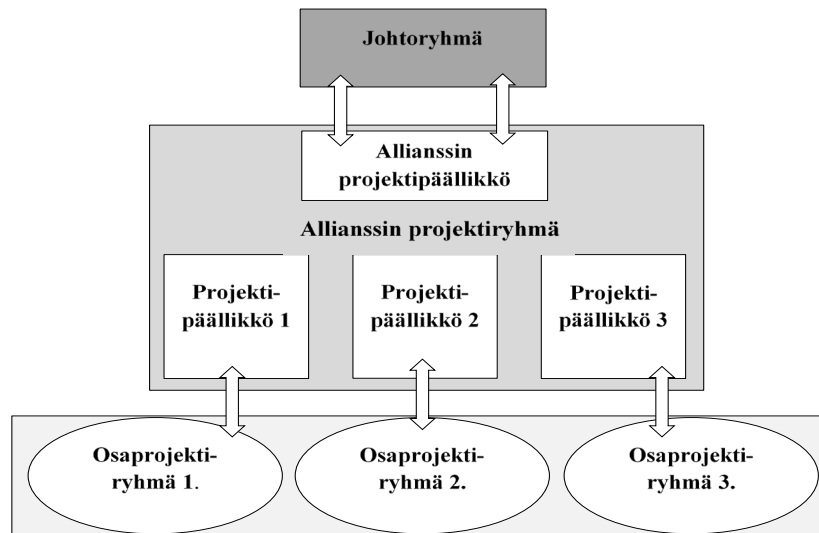 Johtoryhmä
Allianssin
projektipäällikkö
Allianssin projektiryhmä
Projekti-
päällikkö 1
Projekti-
päällikkö 2
Projekti-
päällikkö 3
Osaprojekti-
ryhmä 1.
Osaprojekti-
ryhmä 2.
Osaprojekti-
ryhmä 3.